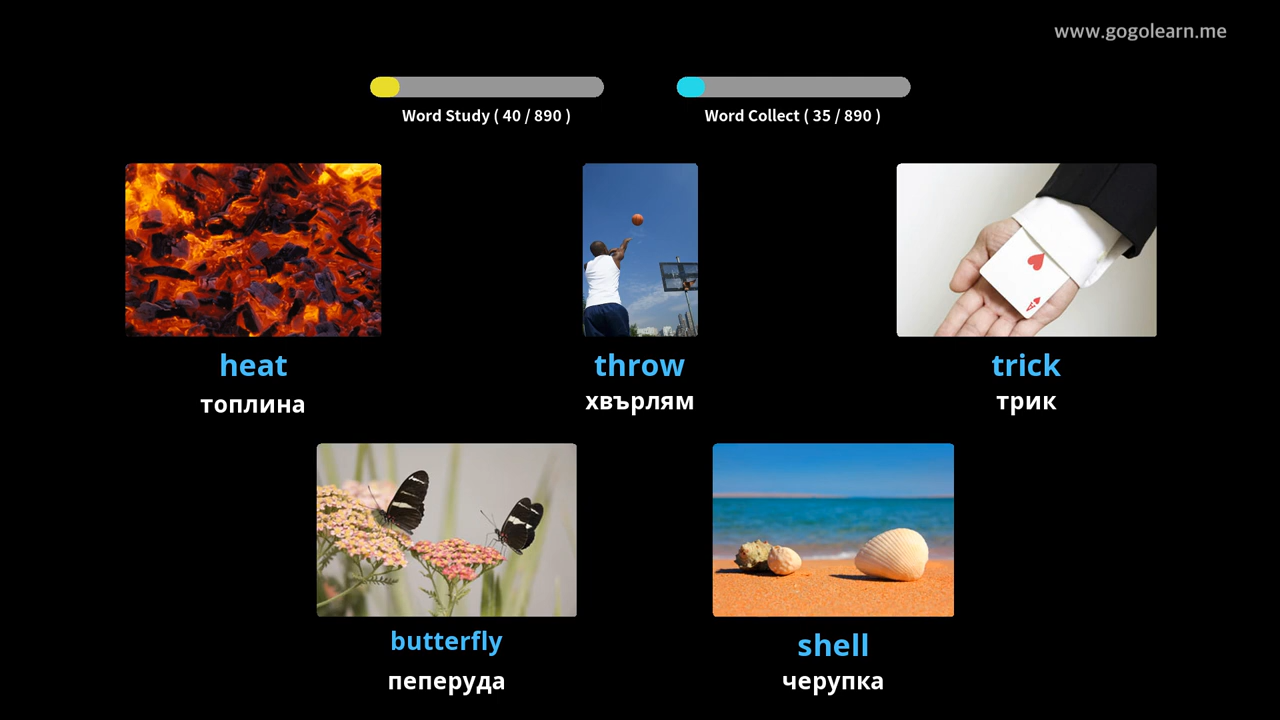 www.gogolearn.me
Word Study ( 40 / 890 )
Word Collect ( 35 / 890 )
heat
топлина
throw
хвърлям
trick
трик
butterfly
пеперуда
shell
черупка